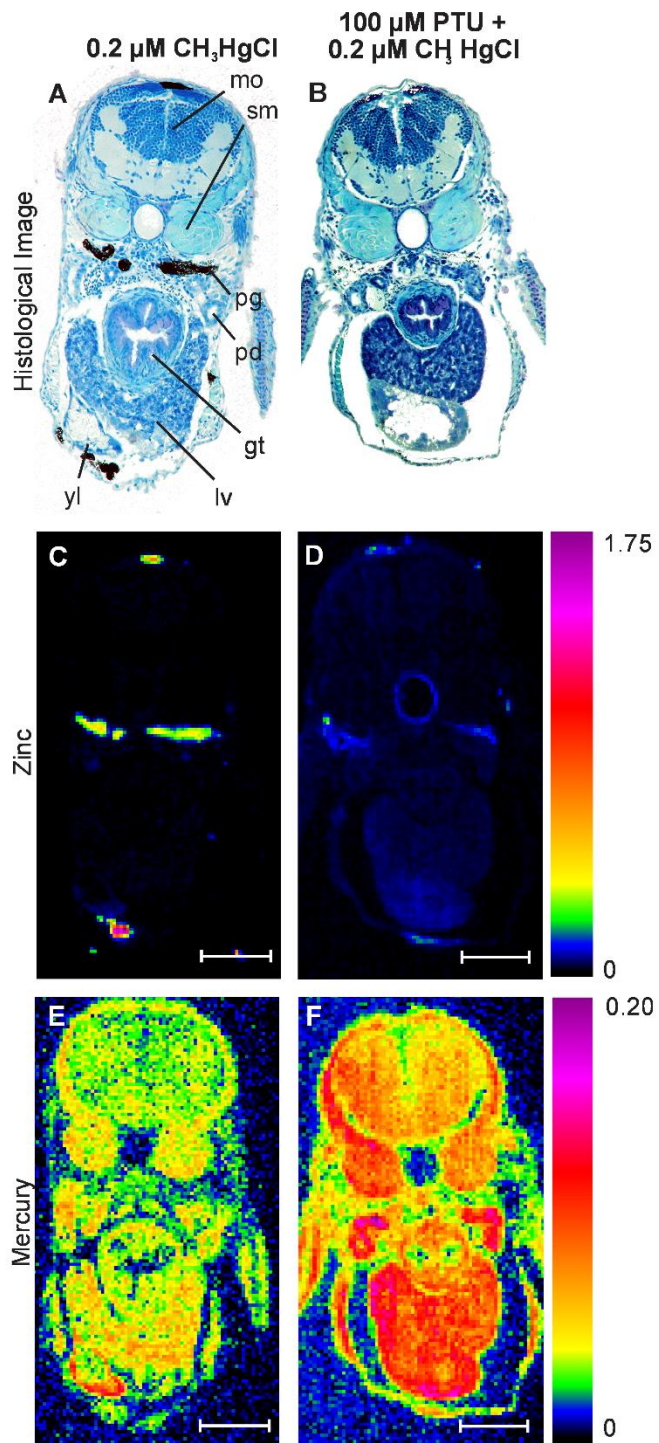 0.2 µM CH₃HgCl
100 µM PTU +
0.2 µM CH₃ HgCl
A
B
mo
sm
Histological Image
pg
pd
gt
lv
yl
C
D
1.75
Zinc
0
E
F
0.20
Mercury
0